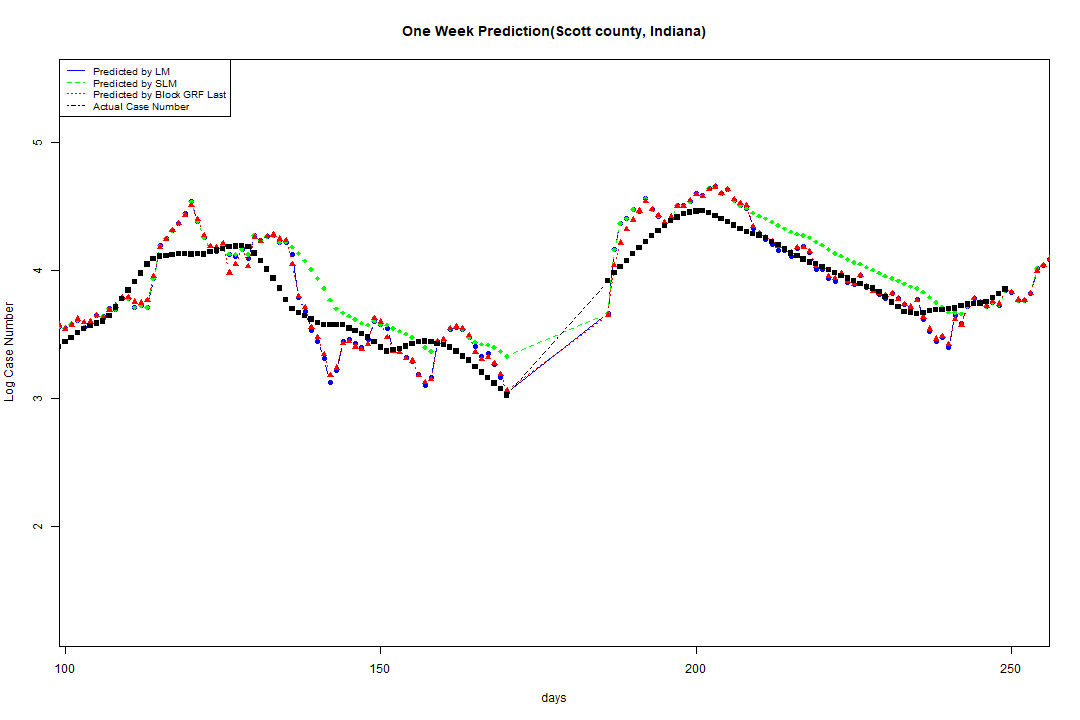 One Week Prediction(Scott county, Indiana)
Predicted by LM
Predicted by SLM
Predicted by Block GRF Last
Actual Case Number
5
4
3
2
Log Case Number
100 150 200 250
days